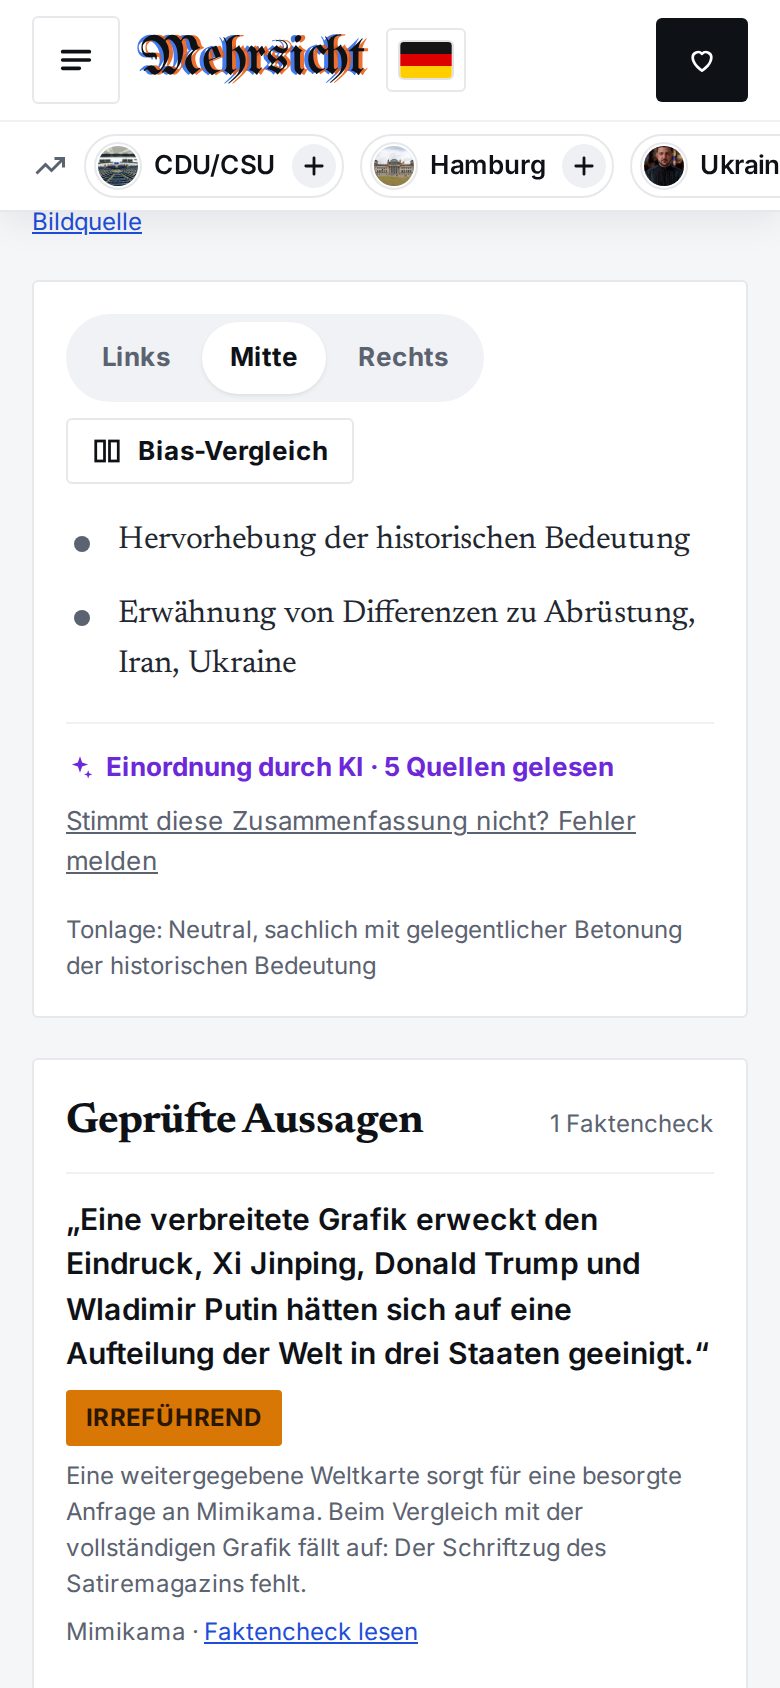 Mehrsicht
CDU/CSU
Hamburg
Ukrain
Bildquelle
Links
Mitte
Rechts
Bias-Vergleich
Hervorhebung der historischen Bedeutung
Erwähnung von Differenzen zu Abrüstung,
Iran, Ukraine
Einordnung durch KI · 5 Quellen gelesen
Stimmt diese Zusammenfassung nicht? Fehler
melden
Tonlage: Neutral, sachlich mit gelegentlicher Betonung
der historischen Bedeutung
Geprüfte Aussagen
1 Faktencheck
„Eine verbreitete Grafik erweckt den
Eindruck, Xi Jinping, Donald Trump und
Wladimir Putin hätten sich auf eine
Aufteilung der Welt in drei Staaten geeinigt.“
IRREFÜHREND
Eine weitergegebene Weltkarte sorgt für eine besorgte
Anfrage an Mimikama. Beim Vergleich mit der
vollständigen Grafik fällt auf: Der Schriftzug des
Satiremagazins fehlt.
Mimikama · Faktencheck lesen